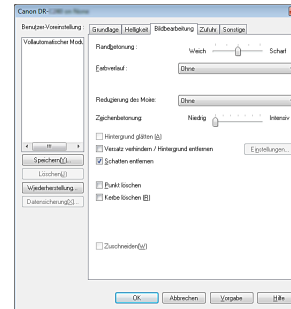 Canon DR-
Benutzer-Voreinstellung :
Vollautomatischer Modu
Speichern(Y)...
Löschen(J)
Wiederherstellung...
Datensicherung(X)...
Grundlage Helligkeit Bildbearbeitung Zufuhr Sonstige
Randbetonung :
Weich Scharf
Farbverlauf :
Ohne
Reduzierung des Moire:
Ohne
Zeichenbetonung:
Niedrig Intensiv
Hintergrund glätten (A)
Versatz verhindern / Hintergrund entfernen
Einstellungen...
Schatten entfernen
Punkt löschen
Kerbe löschen (R)
Zuschneiden(W)
OK Abbrechen Vorgabe Hilfe